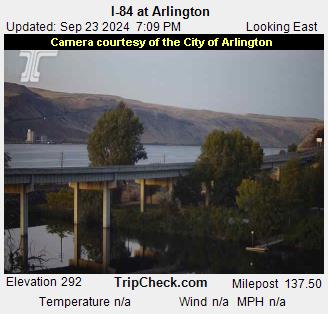 I-84 at Arlington
Updated: Sep 23 2024 7:09 PM Looking East
Camera courtesy of the City of Arlington
Elevation 292 TripCheck.com Milepost 137.50
Temperature n/a Wind n/a MPH n/a